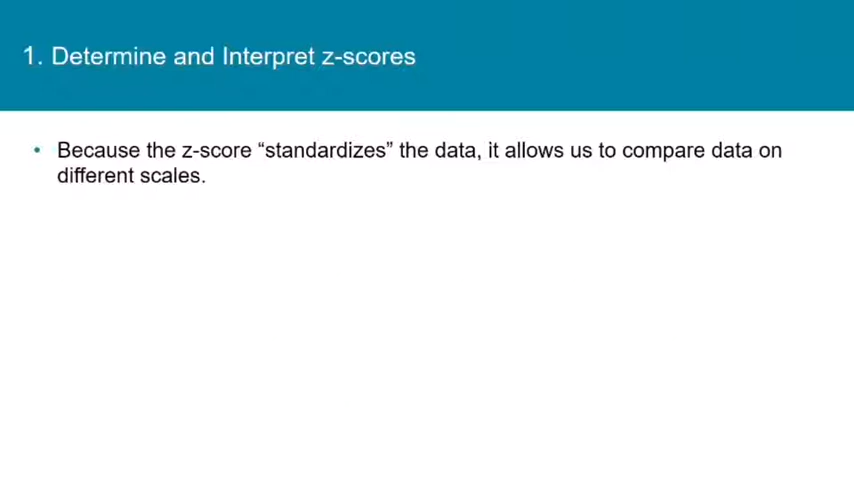 1. Determine and Interpret z-scores
• Because the z-score “standardizes” the data, it allows us to compare data on
different scales.